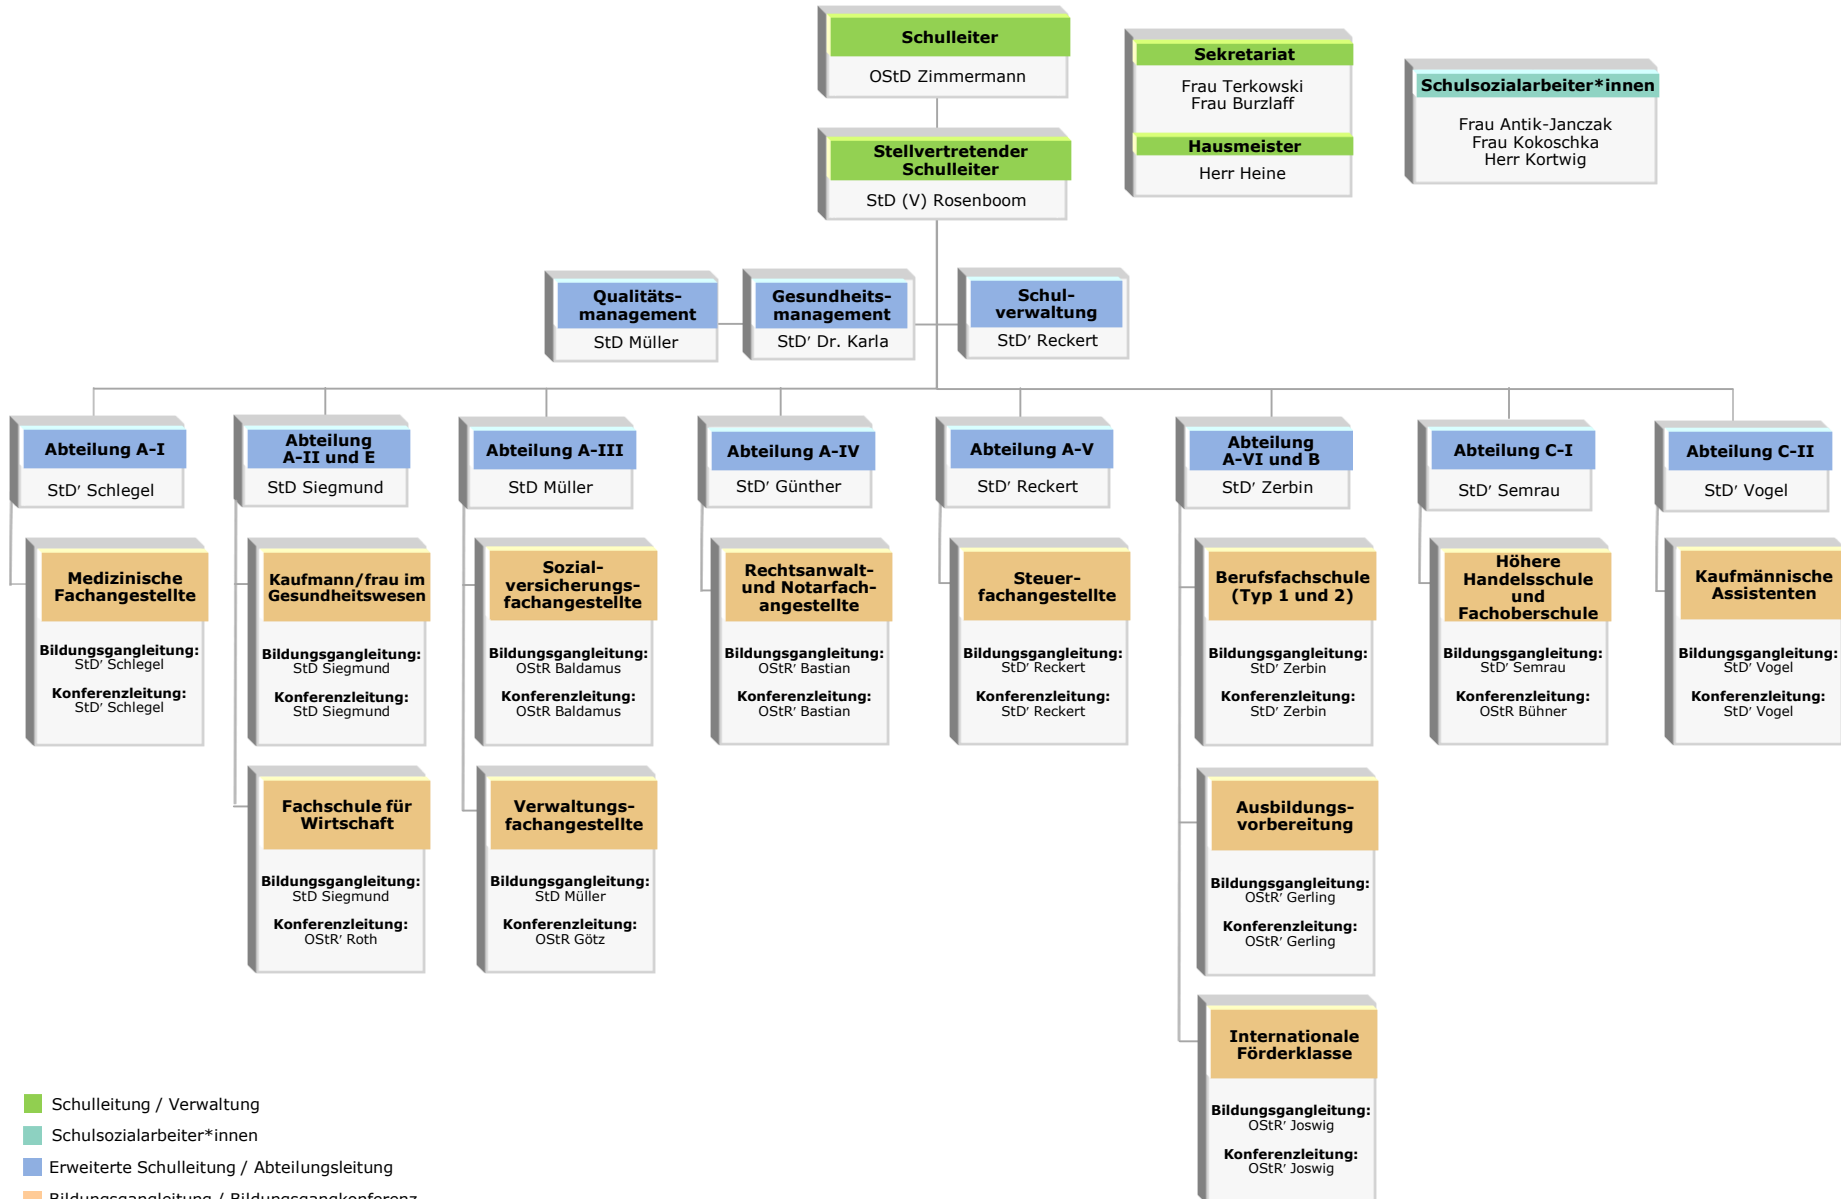 Schulleiter
OStD Zimmermann
Sekretariat
Frau Terkowski
Frau Burzlaff
Hausmeister
Herr Heine
Schulsozialarbeiter*innen
Frau Antik-Janczak
Frau Kokoschka
Herr Kortwig
Stellvertretender
Schulleiter
StD (V) Rosenboom
Qualitäts-
management
StD Müller
Gesundheits-
management
StD’ Dr. Karla
Schul-
verwaltung
StD’ Reckert
Abteilung A-I
StD’ Schlegel
Abteilung
A-II und E
StD Siegmund
Abteilung A-III
StD Müller
Abteilung A-IV
StD’ Günther
Abteilung A-V
StD’ Reckert
Abteilung
A-VI und B
StD’ Zerbin
Abteilung C-I
StD’ Semrau
Abteilung C-II
StD’ Vogel
Medizinische
Fachangestellte
Bildungsgangleitung:
StD’ Schlegel
Konferenzleitung:
StD’ Schlegel
Kaufmann/frau im
Gesundheitswesen
Bildungsgangleitung:
StD Siegmund
Konferenzleitung:
StD Siegmund
Sozial-
versicherungs-
fachangestellte
Bildungsgangleitung:
OStR Baldamus
Konferenzleitung:
OStR Baldamus
Rechtsanwalt-
und Notarfach-
angestellte
Bildungsgangleitung:
OStR’ Bastian
Konferenzleitung:
OStR’ Bastian
Steuer-
fachangestellte
Bildungsgangleitung:
StD’ Reckert
Konferenzleitung:
StD’ Reckert
Berufsfachschule
(Typ 1 und 2)
Bildungsgangleitung:
StD’ Zerbin
Konferenzleitung:
StD’ Zerbin
Höhere
Handelsschule
und
Fachoberschule
Bildungsgangleitung:
StD’ Semrau
Konferenzleitung:
OStR Bühner
Kaufmännische
Assistenten
Bildungsgangleitung:
StD’ Vogel
Konferenzleitung:
StD’ Vogel
Fachschule für
Wirtschaft
Bildungsgangleitung:
StD Siegmund
Konferenzleitung:
OStR’ Roth
Verwaltungs-
fachangestellte
Bildungsgangleitung:
StD Müller
Konferenzleitung:
OStR Götz
Ausbildungs-
vorbereitung
Bildungsgangleitung:
OStR’ Gerling
Konferenzleitung:
OStR’ Gerling
Internationale
Förderklasse
Bildungsgangleitung:
OStR’ Joswig
Konferenzleitung:
OStR’ Joswig
Schulleitung / Verwaltung
Schulsozialarbeiter*innen
Erweiterte Schulleitung / Abteilungsleitung
Bildungsgangleitung / Bildungsgangkonferenz